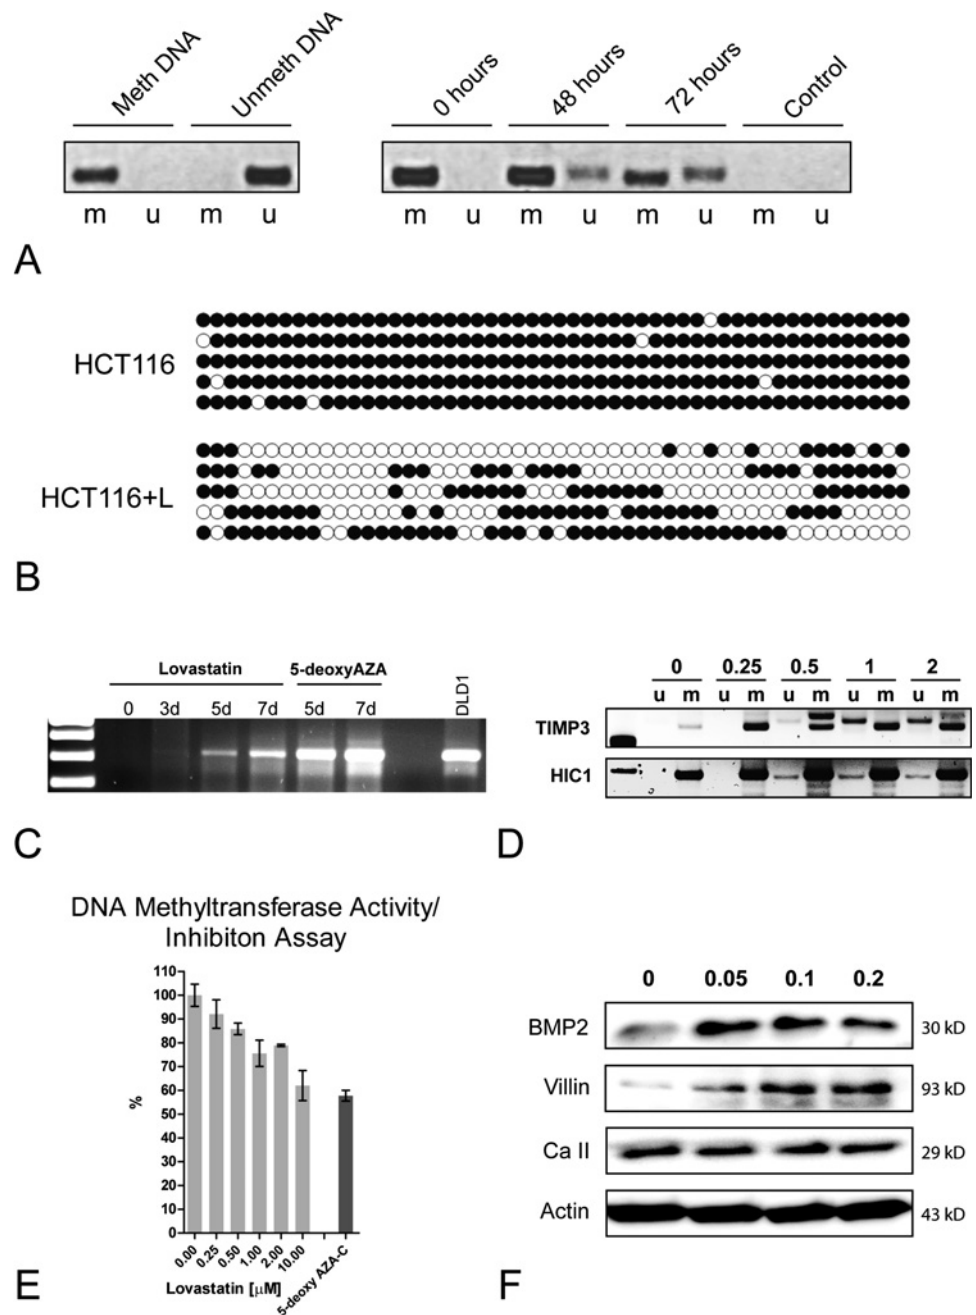 Meth DNA Unmeth DNA 0 hours 48 hours 72 hours Control
m u m u m u m u m u m u
A
HCT116
HCT116+L
B
Lovastatin 5-deoxyAZA DLD1
0 3d 5d 7d 5d 7d
C
0 0.25 0.5 1 2
u m u m u m u m u m
TIMP3
HIC1
D
DNA Methyltransferase Activity/
Inhibiton Assay
110
100
90
80
70
60
50
40
30
20
10
0
%
0.00 0.25 0.50 1.00 2.00 10.00 5-deoxy AZA-C
Lovastatin [µM]
E
0 0.05 0.1 0.2
BMP2 30 kD
Villin 93 kD
Ca II 29 kD
Actin 43 kD
F